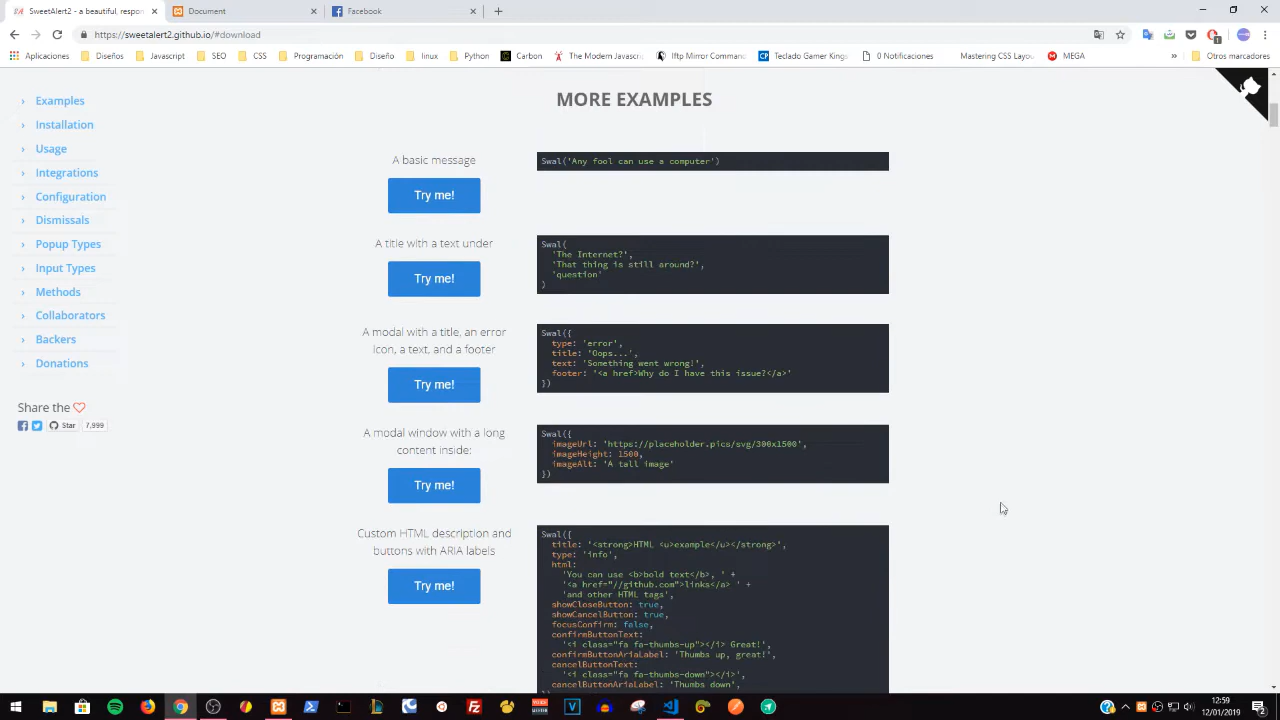 SweetAlert2 - a beautiful, respon
Document
Facebook
https://sweetalert2.github.io/#download
Aplicaciones
Diseños
Javascript
SEO
CSS
Programación
Diseño
linux
Python
Carbon
The Modern Javascri
Iftp Mirror Comman
Teclado Gamer Kings
0 Notificaciones
Mastering CSS Layou
MEGA
»
Otros marcadores
› Examples
› Installation
› Usage
› Integrations
› Configuration
› Dismissals
› Popup Types
› Input Types
› Methods
› Collaborators
› Backers
› Donations
Share the
Star
7,999
MORE EXAMPLES
A basic message
Try me!
Swal('Any fool can use a computer')
A title with a text under
Try me!
Swal(
'The Internet?',
'That thing is still around?',
'question'
)
A modal with a title, an error
icon, a text, and a footer
Try me!
Swal({
type: 'error',
title: 'Oops...',
text: 'Something went wrong!',
footer: '<a href>Why do I have this issue?</a>'
})
A modal window with a long
content inside:
Try me!
Swal({
imageUrl: 'https://placeholder.pics/svg/300x1500',
imageHeight: 1500,
imageAlt: 'A tall image'
})
Custom HTML description and
buttons with ARIA labels
Try me!
Swal({
title: '<strong>HTML <u>example</u></strong>',
type: 'info',
html:
'You can use <b>bold text</b>, ' +
'<a href="//github.com">links</a> ' +
'and other HTML tags',
showCloseButton: true,
showCancelButton: true,
focusConfirm: false,
confirmButtonText:
'<i class="fa fa-thumbs-up"></i> Great!',
confirmButtonAriaLabel: 'Thumbs up, great!',
cancelButtonText:
'<i class="fa fa-thumbs-down"></i>',
cancelButtonAriaLabel: 'Thumbs down',
12:59
12/01/2019